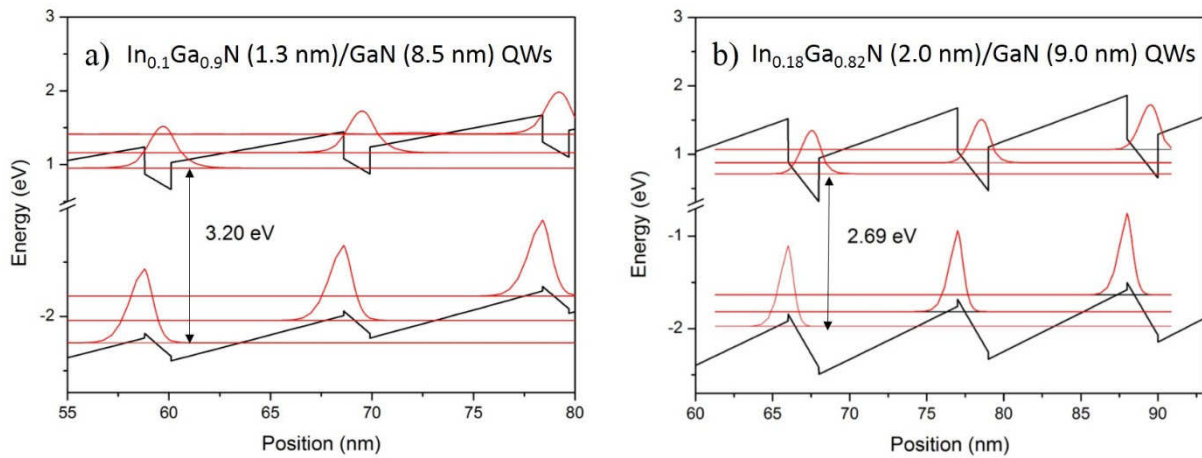 a) In0.1Ga0.9N (1.3 nm)/GaN (8.5 nm) QWs
3
2
1
-2
Energy (eV)
3.20 eV
55 60 65 70 75 80
Position (nm)
b) In0.18Ga0.82N (2.0 nm)/GaN (9.0 nm) QWs
3
2
1
-1
-2
Energy (eV)
2.69 eV
60 65 70 75 80 85 90
Position (nm)